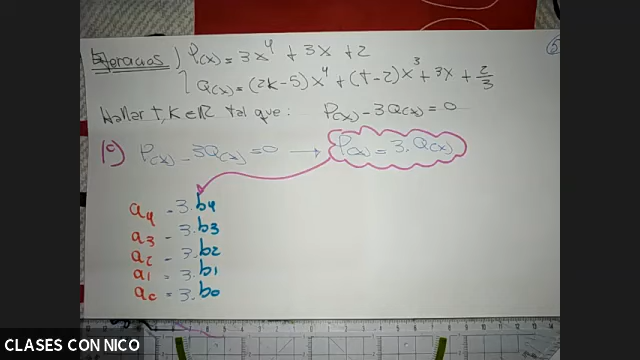 Ejercicios ) P(x) = 3x⁴ + 3x + 2
Q(x) = (2k-5)x⁴ + (t-2)x³ + 3x + 2/3
Hallar t, k ∈ ℝ tal que: P(x) - 3Q(x) = 0
1º) P(x) - 3Q(x) = 0 → P(x) = 3.Q(x)
a4 = 3.b4
a3 = 3.b3
a2 = 3.b2
a1 = 3.b1
a0 = 3.b0
CLASES CON NICO